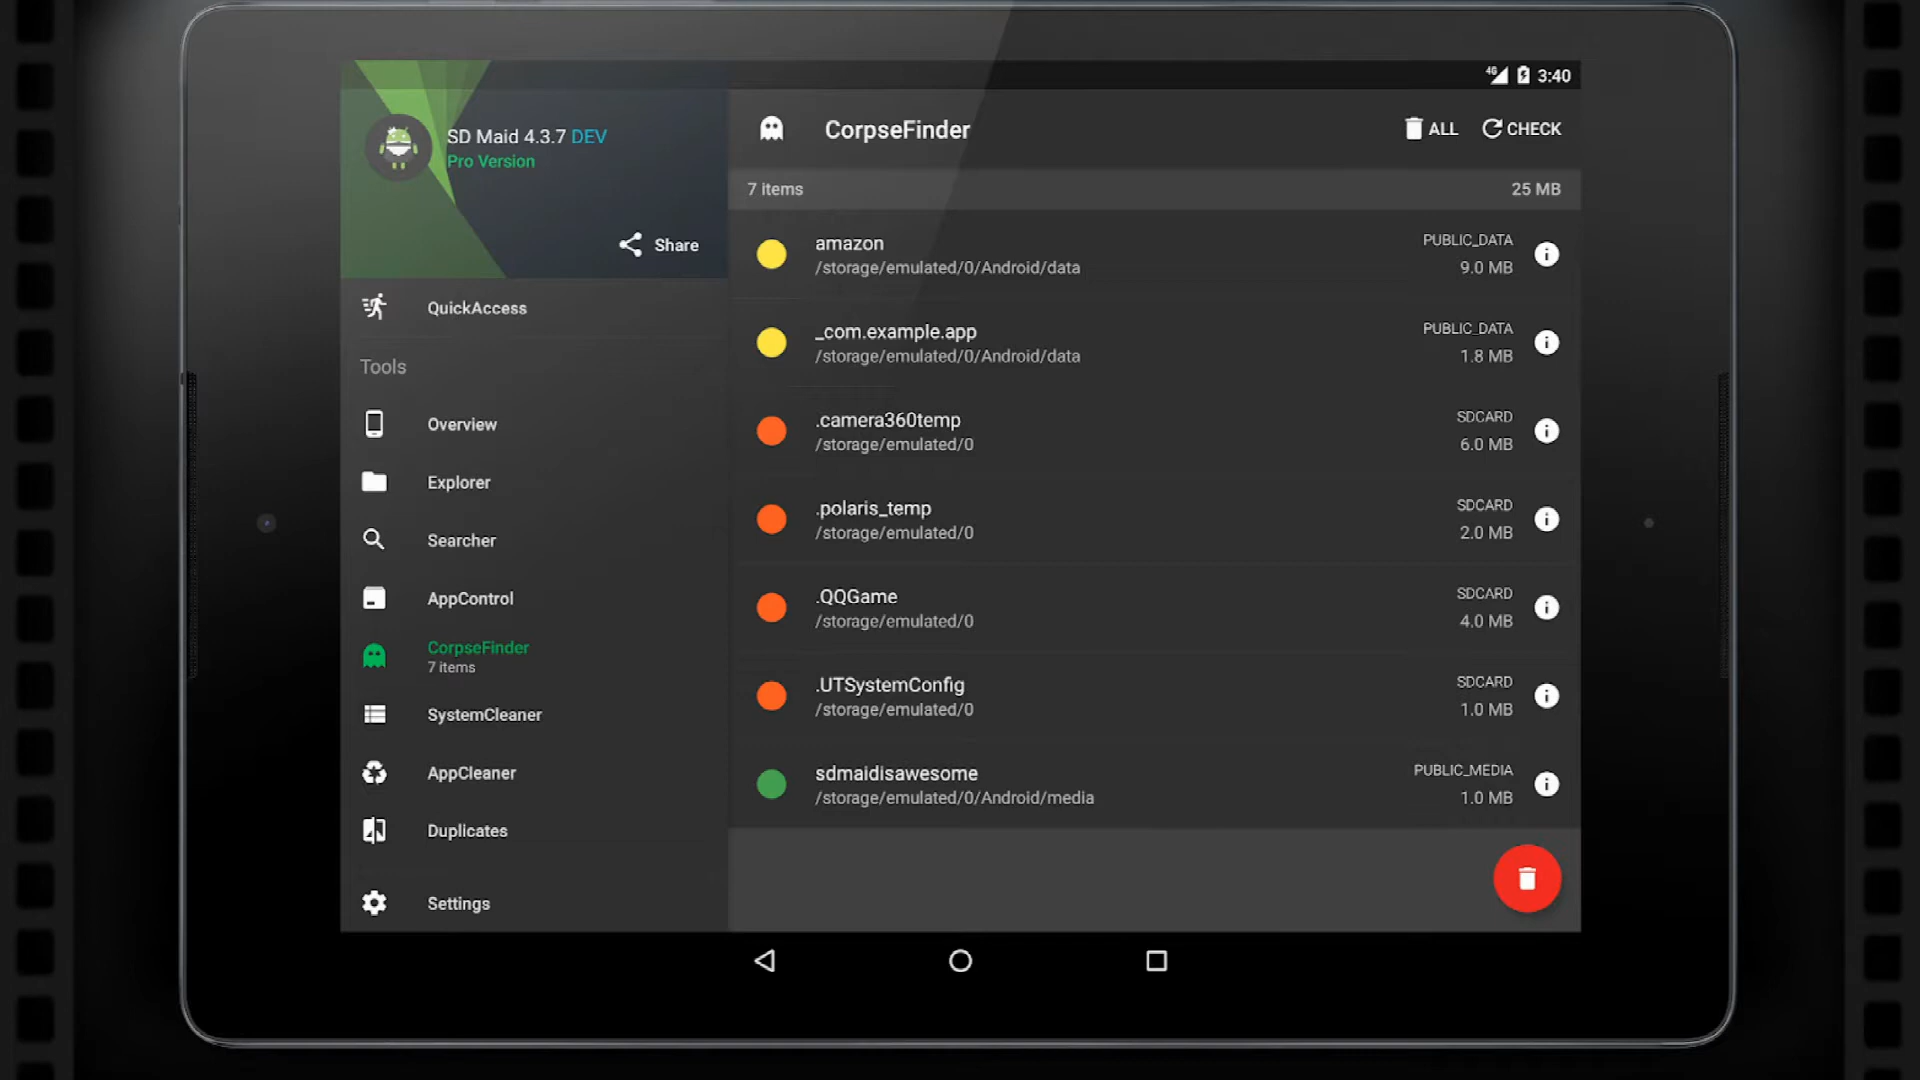 4G 3:40
SD Maid 4.3.7 DEV
Pro Version
Share
QuickAccess
Tools
Overview
Explorer
Searcher
AppControl
CorpseFinder
7 items
SystemCleaner
AppCleaner
Duplicates
Settings
CorpseFinder
ALL
CHECK
7 items
25 MB
amazon
/storage/emulated/0/Android/data
PUBLIC_DATA
9.0 MB
_com.example.app
/storage/emulated/0/Android/data
PUBLIC_DATA
1.8 MB
.camera360temp
/storage/emulated/0
SDCARD
6.0 MB
.polaris_temp
/storage/emulated/0
SDCARD
2.0 MB
.QQGame
/storage/emulated/0
SDCARD
4.0 MB
.UTSystemConfig
/storage/emulated/0
SDCARD
1.0 MB
sdmaidisawesome
/storage/emulated/0/Android/media
PUBLIC_MEDIA
1.0 MB